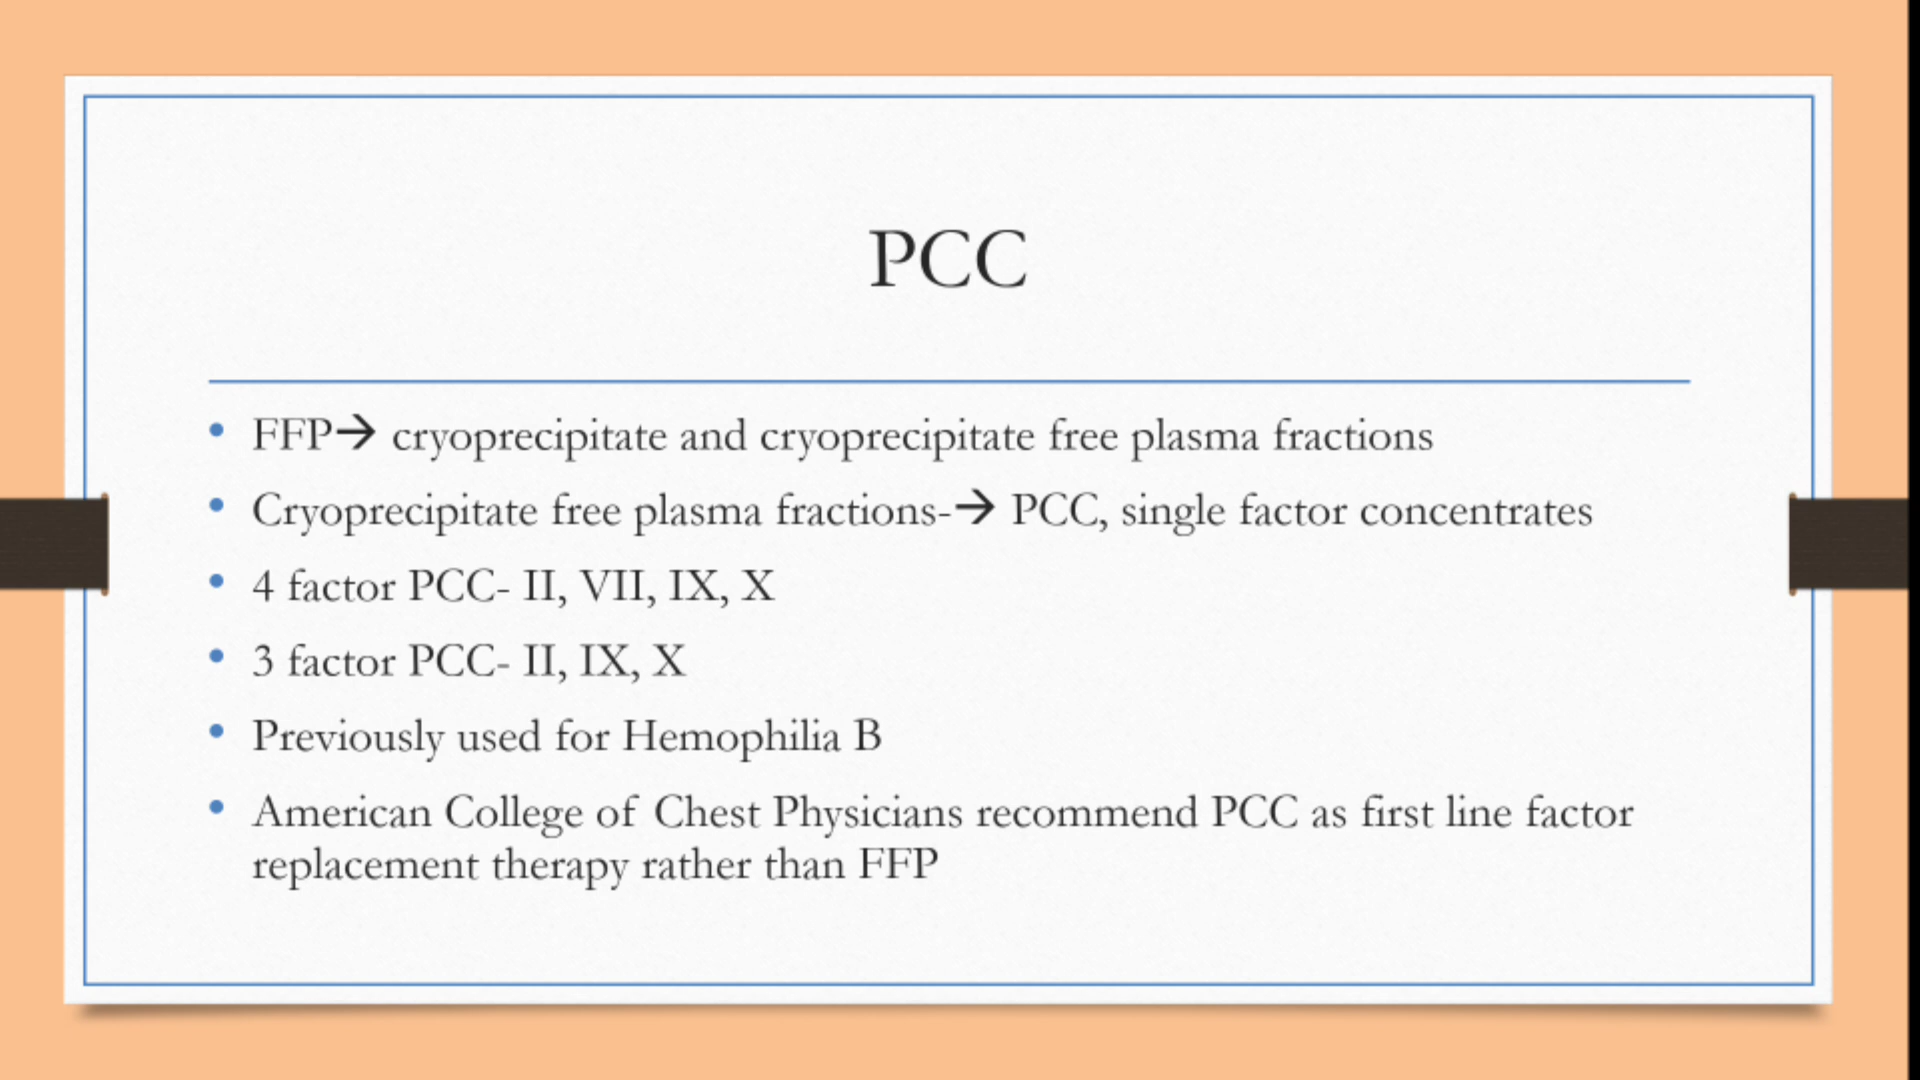 PCC
• FFP→ cryoprecipitate and cryoprecipitate free plasma fractions
• Cryoprecipitate free plasma fractions-→ PCC, single factor concentrates
• 4 factor PCC- II, VII, IX, X
• 3 factor PCC- II, IX, X
• Previously used for Hemophilia B
• American College of Chest Physicians recommend PCC as first line factor
replacement therapy rather than FFP